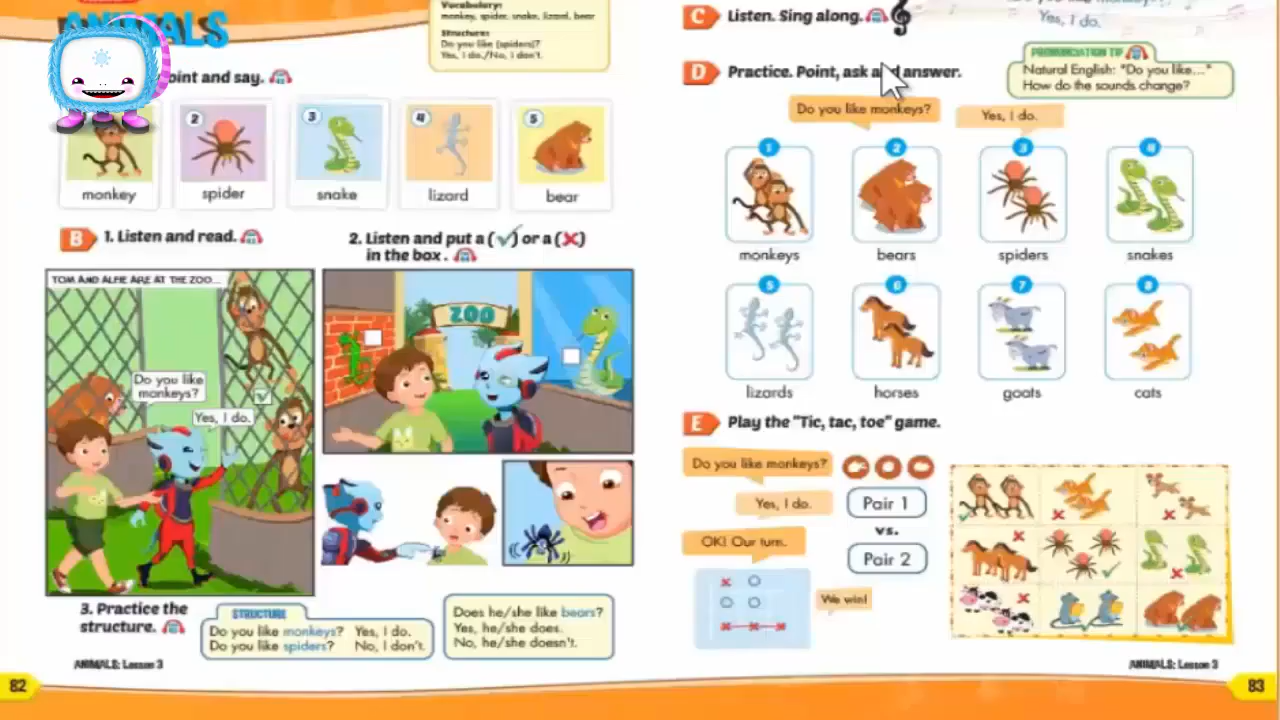 ANIMALS
Vocabulary:
monkey, spider, snake, lizard, bear
Structure:
Do you like (spiders)?
Yes, I do./No, I don't.
oint and say.
1
2
3
4
5
monkey
spider
snake
lizard
bear
B 1. Listen and read.
TOM AND ALFIE ARE AT THE ZOO...
Do you like
monkeys?
Yes, I do.
2. Listen and put a (✓) or a (✗)
in the box.
ZOO
3. Practice the
structure.
STRUCTURE
Do you like monkeys? Yes, I do.
Do you like spiders? No, I don't.
Does he/she like bears?
Yes, he/she does.
No, he/she doesn't.
ANIMALS: Lesson 3
82
C Listen. Sing along.
Yes, I do.
D Practice. Point, ask and answer.
PRONUNCIATION TIP
Natural English: "Do you like..."
How do the sounds change?
Do you like monkeys?
Yes, I do.
1
2
3
4
monkeys
bears
spiders
snakes
5
6
7
8
lizards
horses
goats
cats
E Play the "Tic, tac, toe" game.
Do you like monkeys?
Yes, I do.
OK! Our turn.
Pair 1
vs.
Pair 2
We win!
ANIMALS: Lesson 3
83